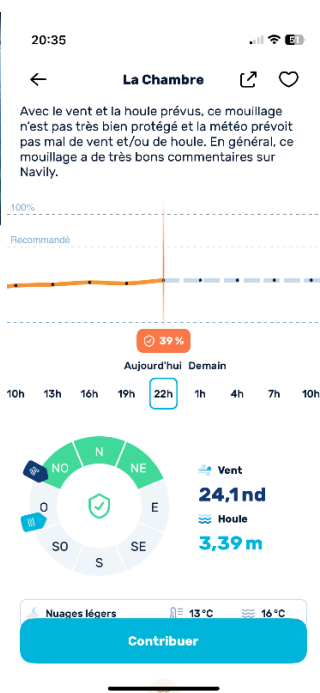 20:35
51
La Chambre
Avec le vent et la houle prévus, ce mouillage
n'est pas très bien protégé et la météo prévoit
pas mal de vent et/ou de houle. En général, ce
mouillage a de très bons commentaires sur
Navily.
100%
Recommandé
39 %
Aujourd'hui Demain
10h 13h 16h 19h 22h 1h 4h 7h 10h
N
NO NE
O E
SO SE
S
Vent
24,1 nd
Houle
3,39 m
Nuages légers 13 °C 16 °C
Contribuer